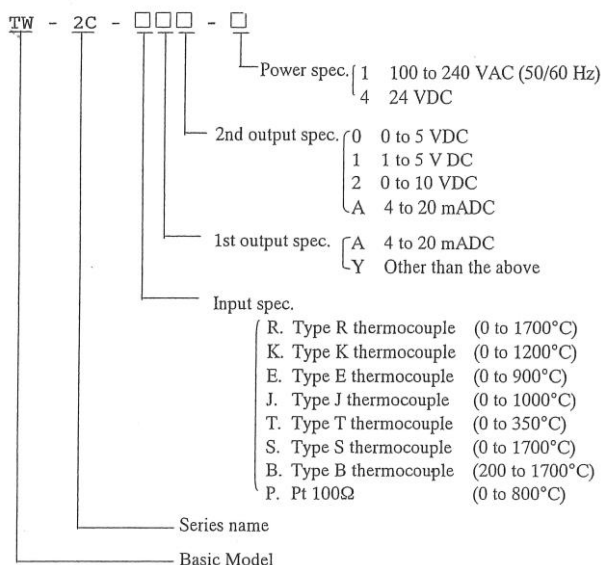 TW - 2C - □□□ - □
Power spec. 1 100 to 240 VAC (50/60 Hz)
4 24 VDC
2nd output spec. 0 0 to 5 VDC
1 1 to 5 V DC
2 0 to 10 VDC
A 4 to 20 mADC
1st output spec. A 4 to 20 mADC
Y Other than the above
Input spec.
R. Type R thermocouple (0 to 1700°C)
K. Type K thermocouple (0 to 1200°C)
E. Type E thermocouple (0 to 900°C)
J. Type J thermocouple (0 to 1000°C)
T. Type T thermocouple (0 to 350°C)
S. Type S thermocouple (0 to 1700°C)
B. Type B thermocouple (200 to 1700°C)
P. Pt 100Ω (0 to 800°C)
Series name
Basic Model